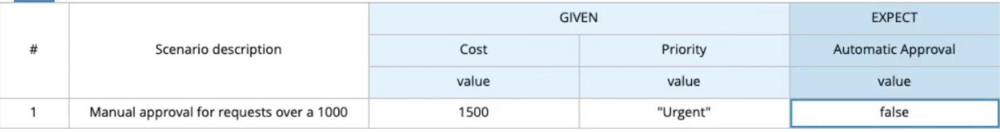 GIVEN EXPECT
# Scenario description Cost Priority Automatic Approval
value value value
1 Manual approval for requests over a 1000 1500 "Urgent" false